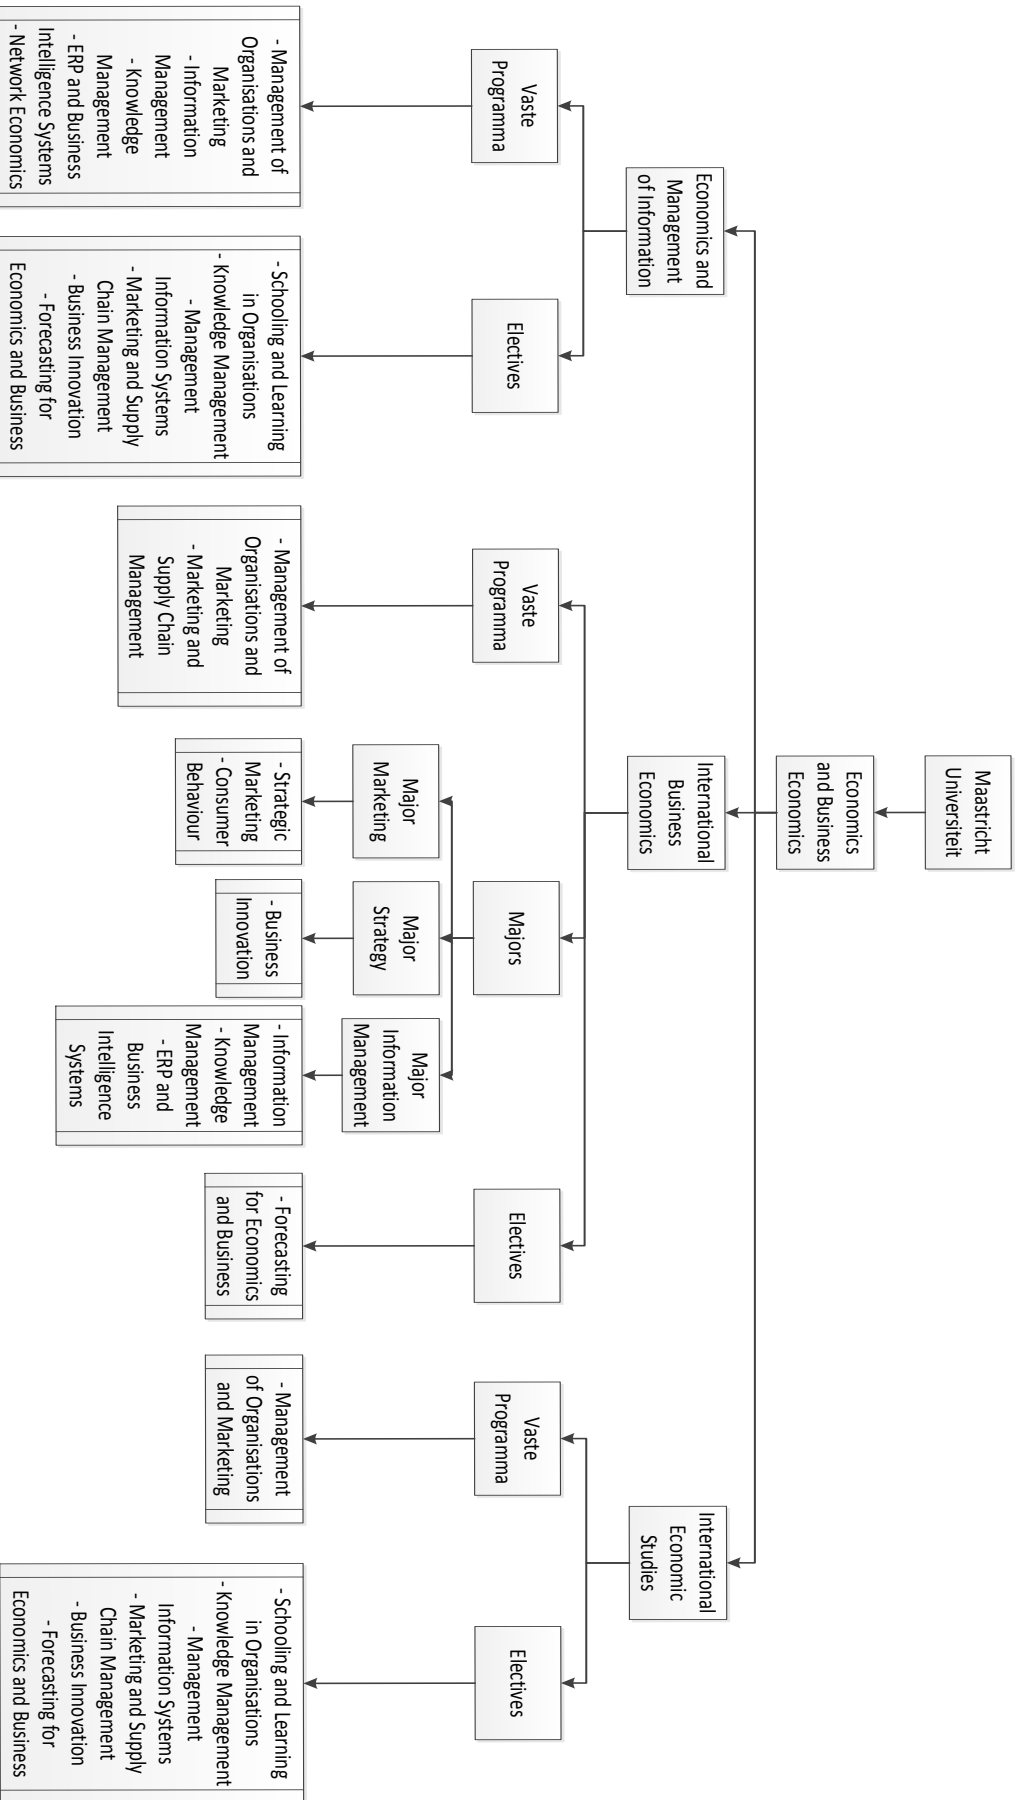 Maastricht
Universiteit
Economics
and Business
Economics
Economics and
Management
of Information
International
Business
Economics
International
Economic
Studies
Vaste
Programma
Electives
Vaste
Programma
Majors
Electives
Vaste
Programma
Electives
Major
Marketing
Major
Strategy
Major
Information
Management
- Management of
Organisations and
Marketing
- Information
Management
- Knowledge
Management
- ERP and Business
Intelligence Systems
- Network Economics
- Schooling and Learning
in Organisations
- Knowledge Management
- Management
Information Systems
- Marketing and Supply
Chain Management
- Business Innovation
- Forecasting for
Economics and Business
- Management of
Organisations and
Marketing
- Marketing and
Supply Chain
Management
- Strategic
Marketing
- Consumer
Behaviour
- Business
Innovation
- Information
Management
- Knowledge
Management
- ERP and
Business
Intelligence
Systems
- Forecasting
for Economics
and Business
- Management
of Organisations
and Marketing
- Schooling and Learning
in Organisations
- Knowledge Management
- Management
Information Systems
- Marketing and Supply
Chain Management
- Business Innovation
- Forecasting for
Economics and Business